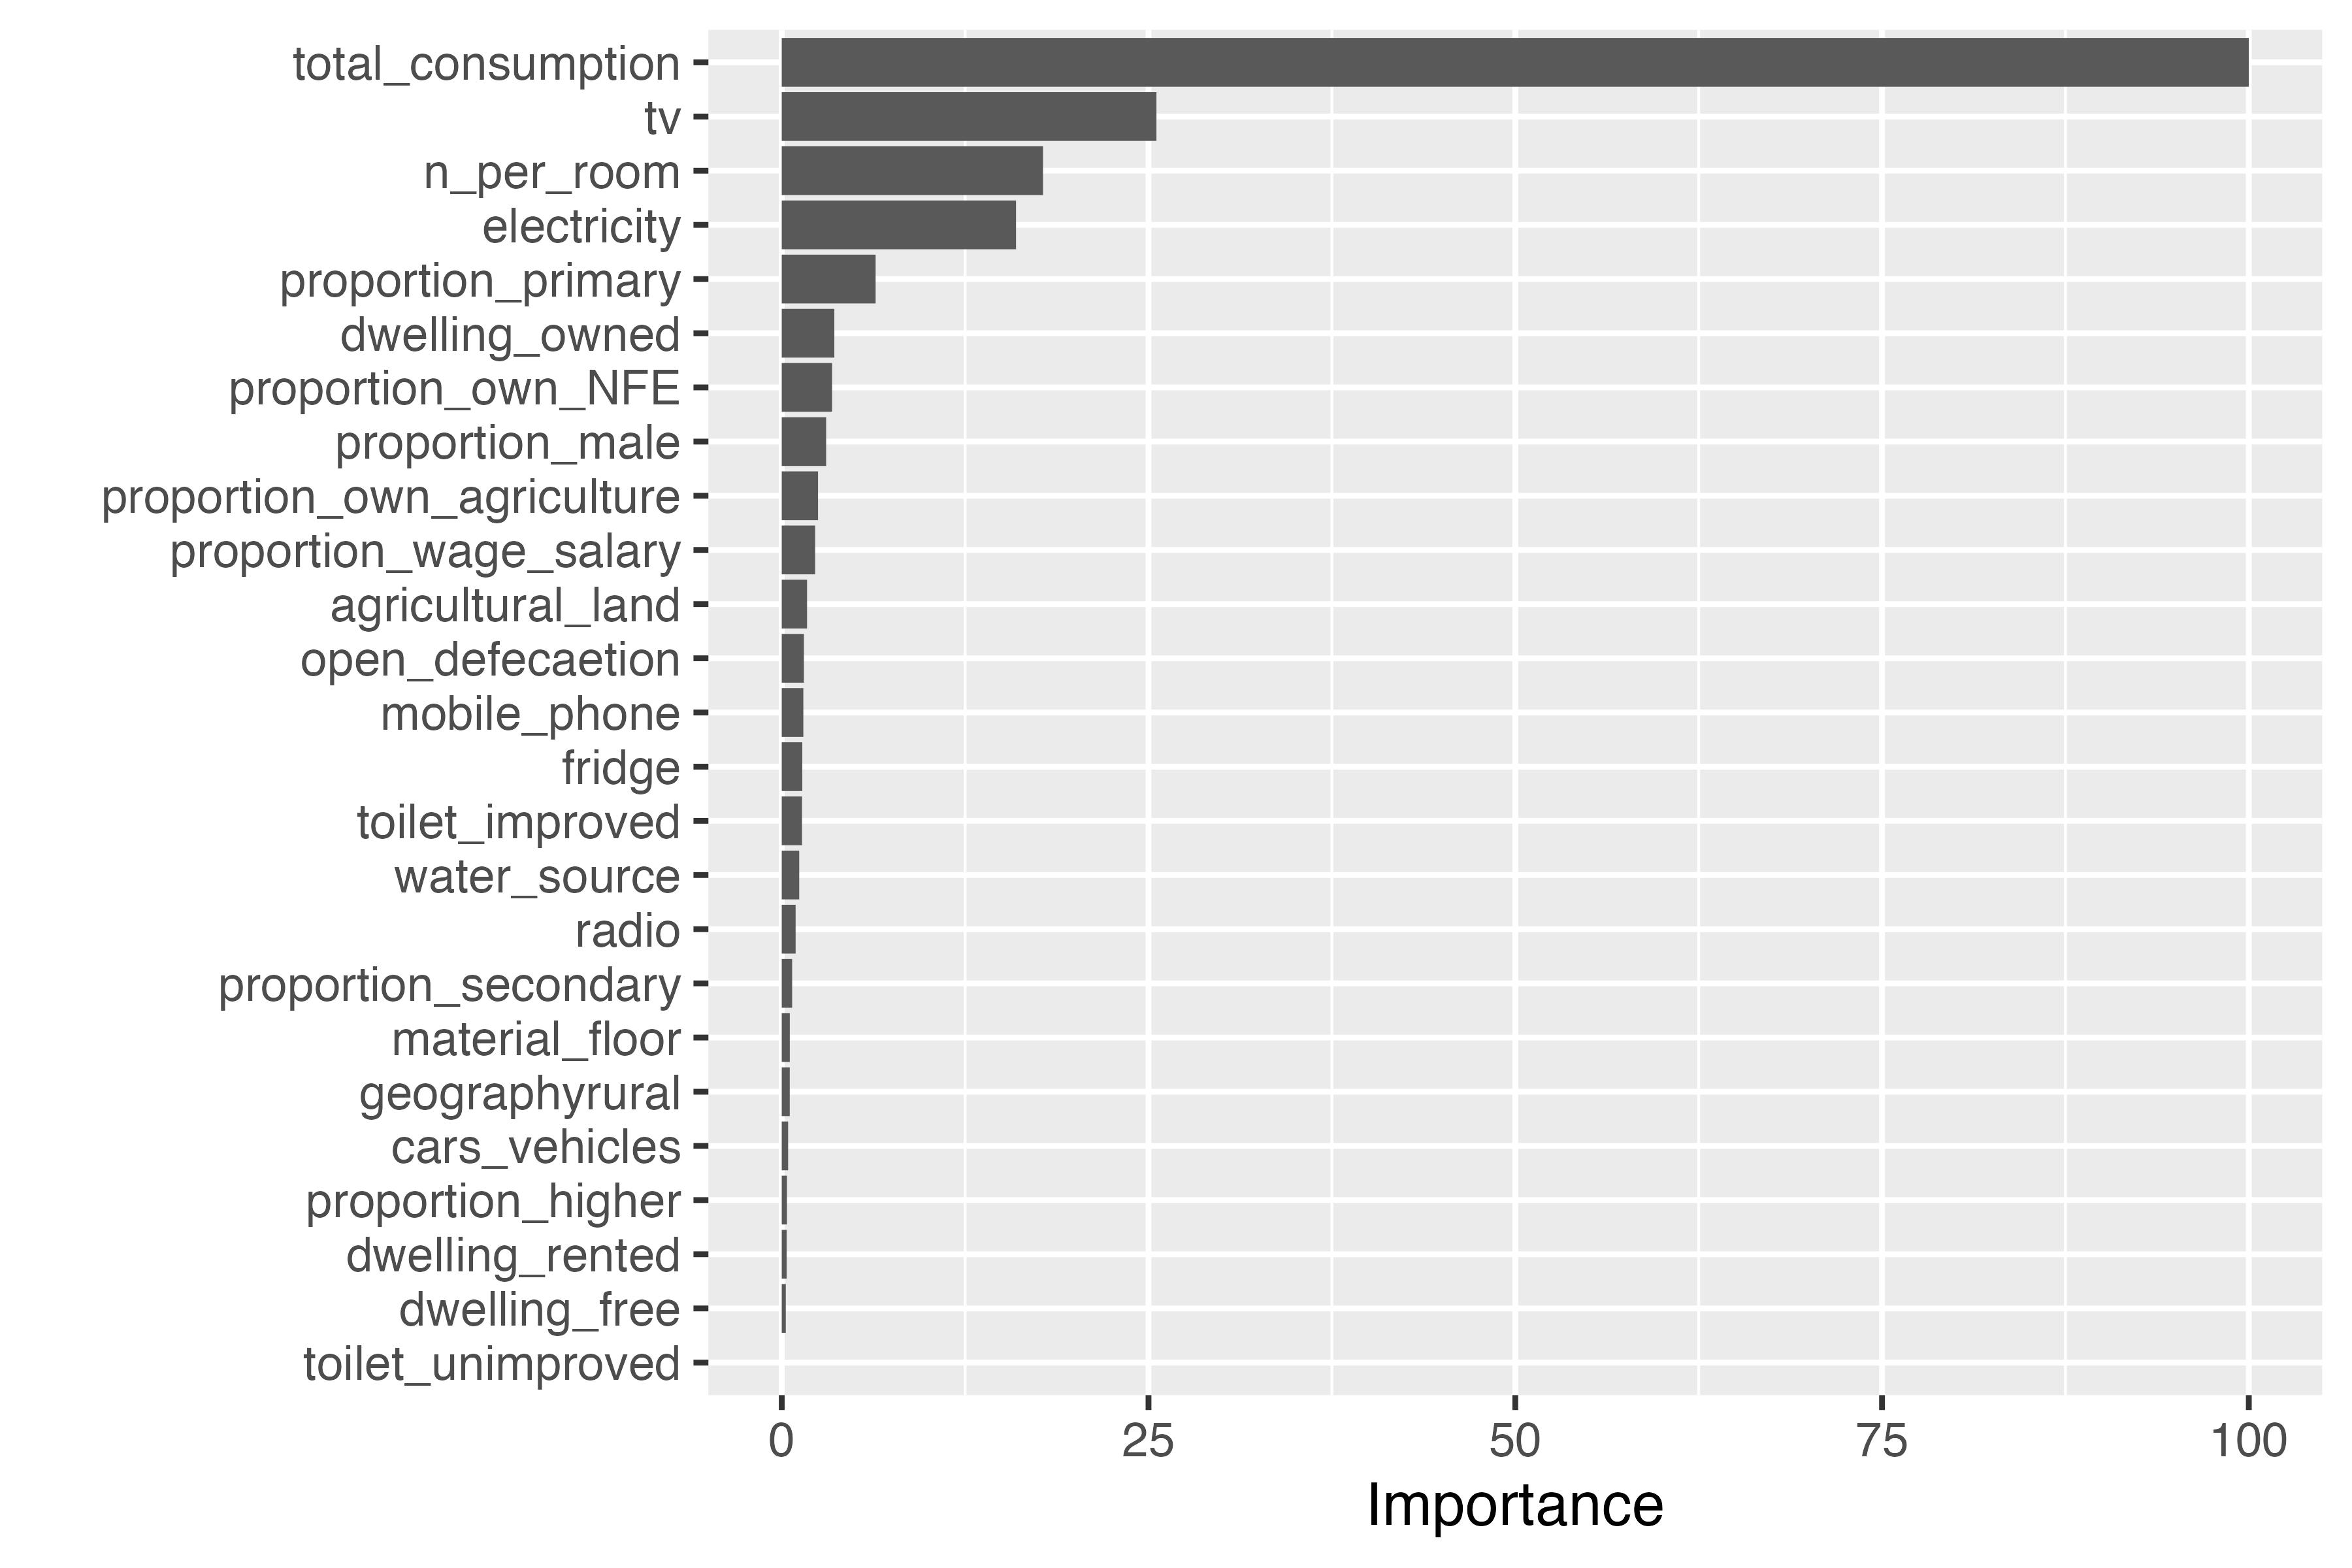 total_consumption
tv
n_per_room
electricity
proportion_primary
dwelling_owned
proportion_own_NFE
proportion_male
proportion_own_agriculture
proportion_wage_salary
agricultural_land
open_defecaetion
mobile_phone
fridge
toilet_improved
water_source
radio
proportion_secondary
material_floor
geographyrural
cars_vehicles
proportion_higher
dwelling_rented
dwelling_free
toilet_unimproved
0 25 50 75 100
Importance